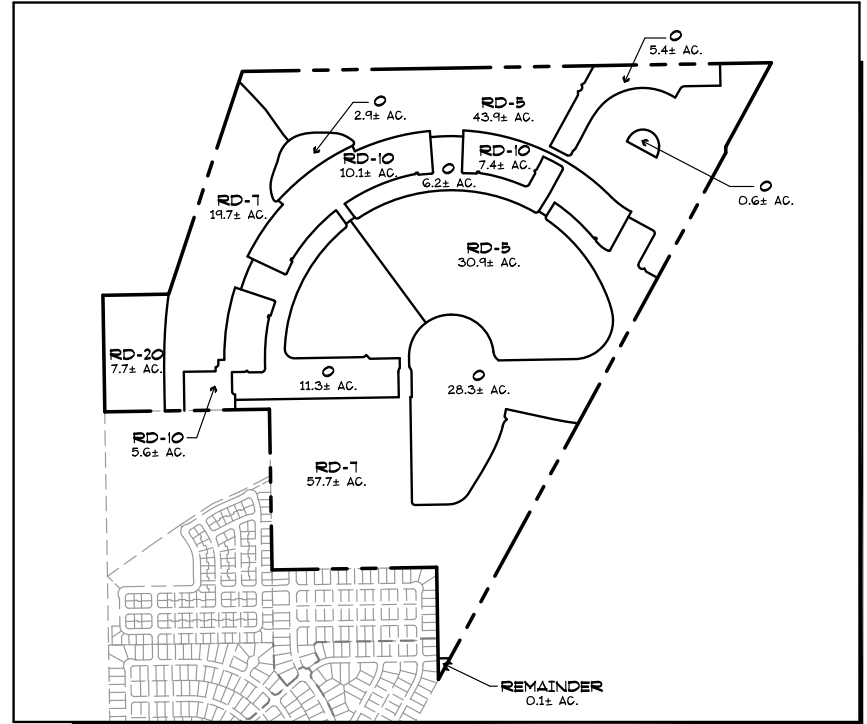 O
5.4± AC.
O
2.9± AC.
RD-5
43.9± AC.
RD-10
10.1± AC.
RD-10
7.4± AC.
O
6.2± AC.
O
0.6± AC.
RD-7
19.7± AC.
RD-5
30.9± AC.
RD-20
7.7± AC.
O
11.3± AC.
O
28.3± AC.
RD-10
5.6± AC.
RD-7
57.7± AC.
REMAINDER
0.1± AC.